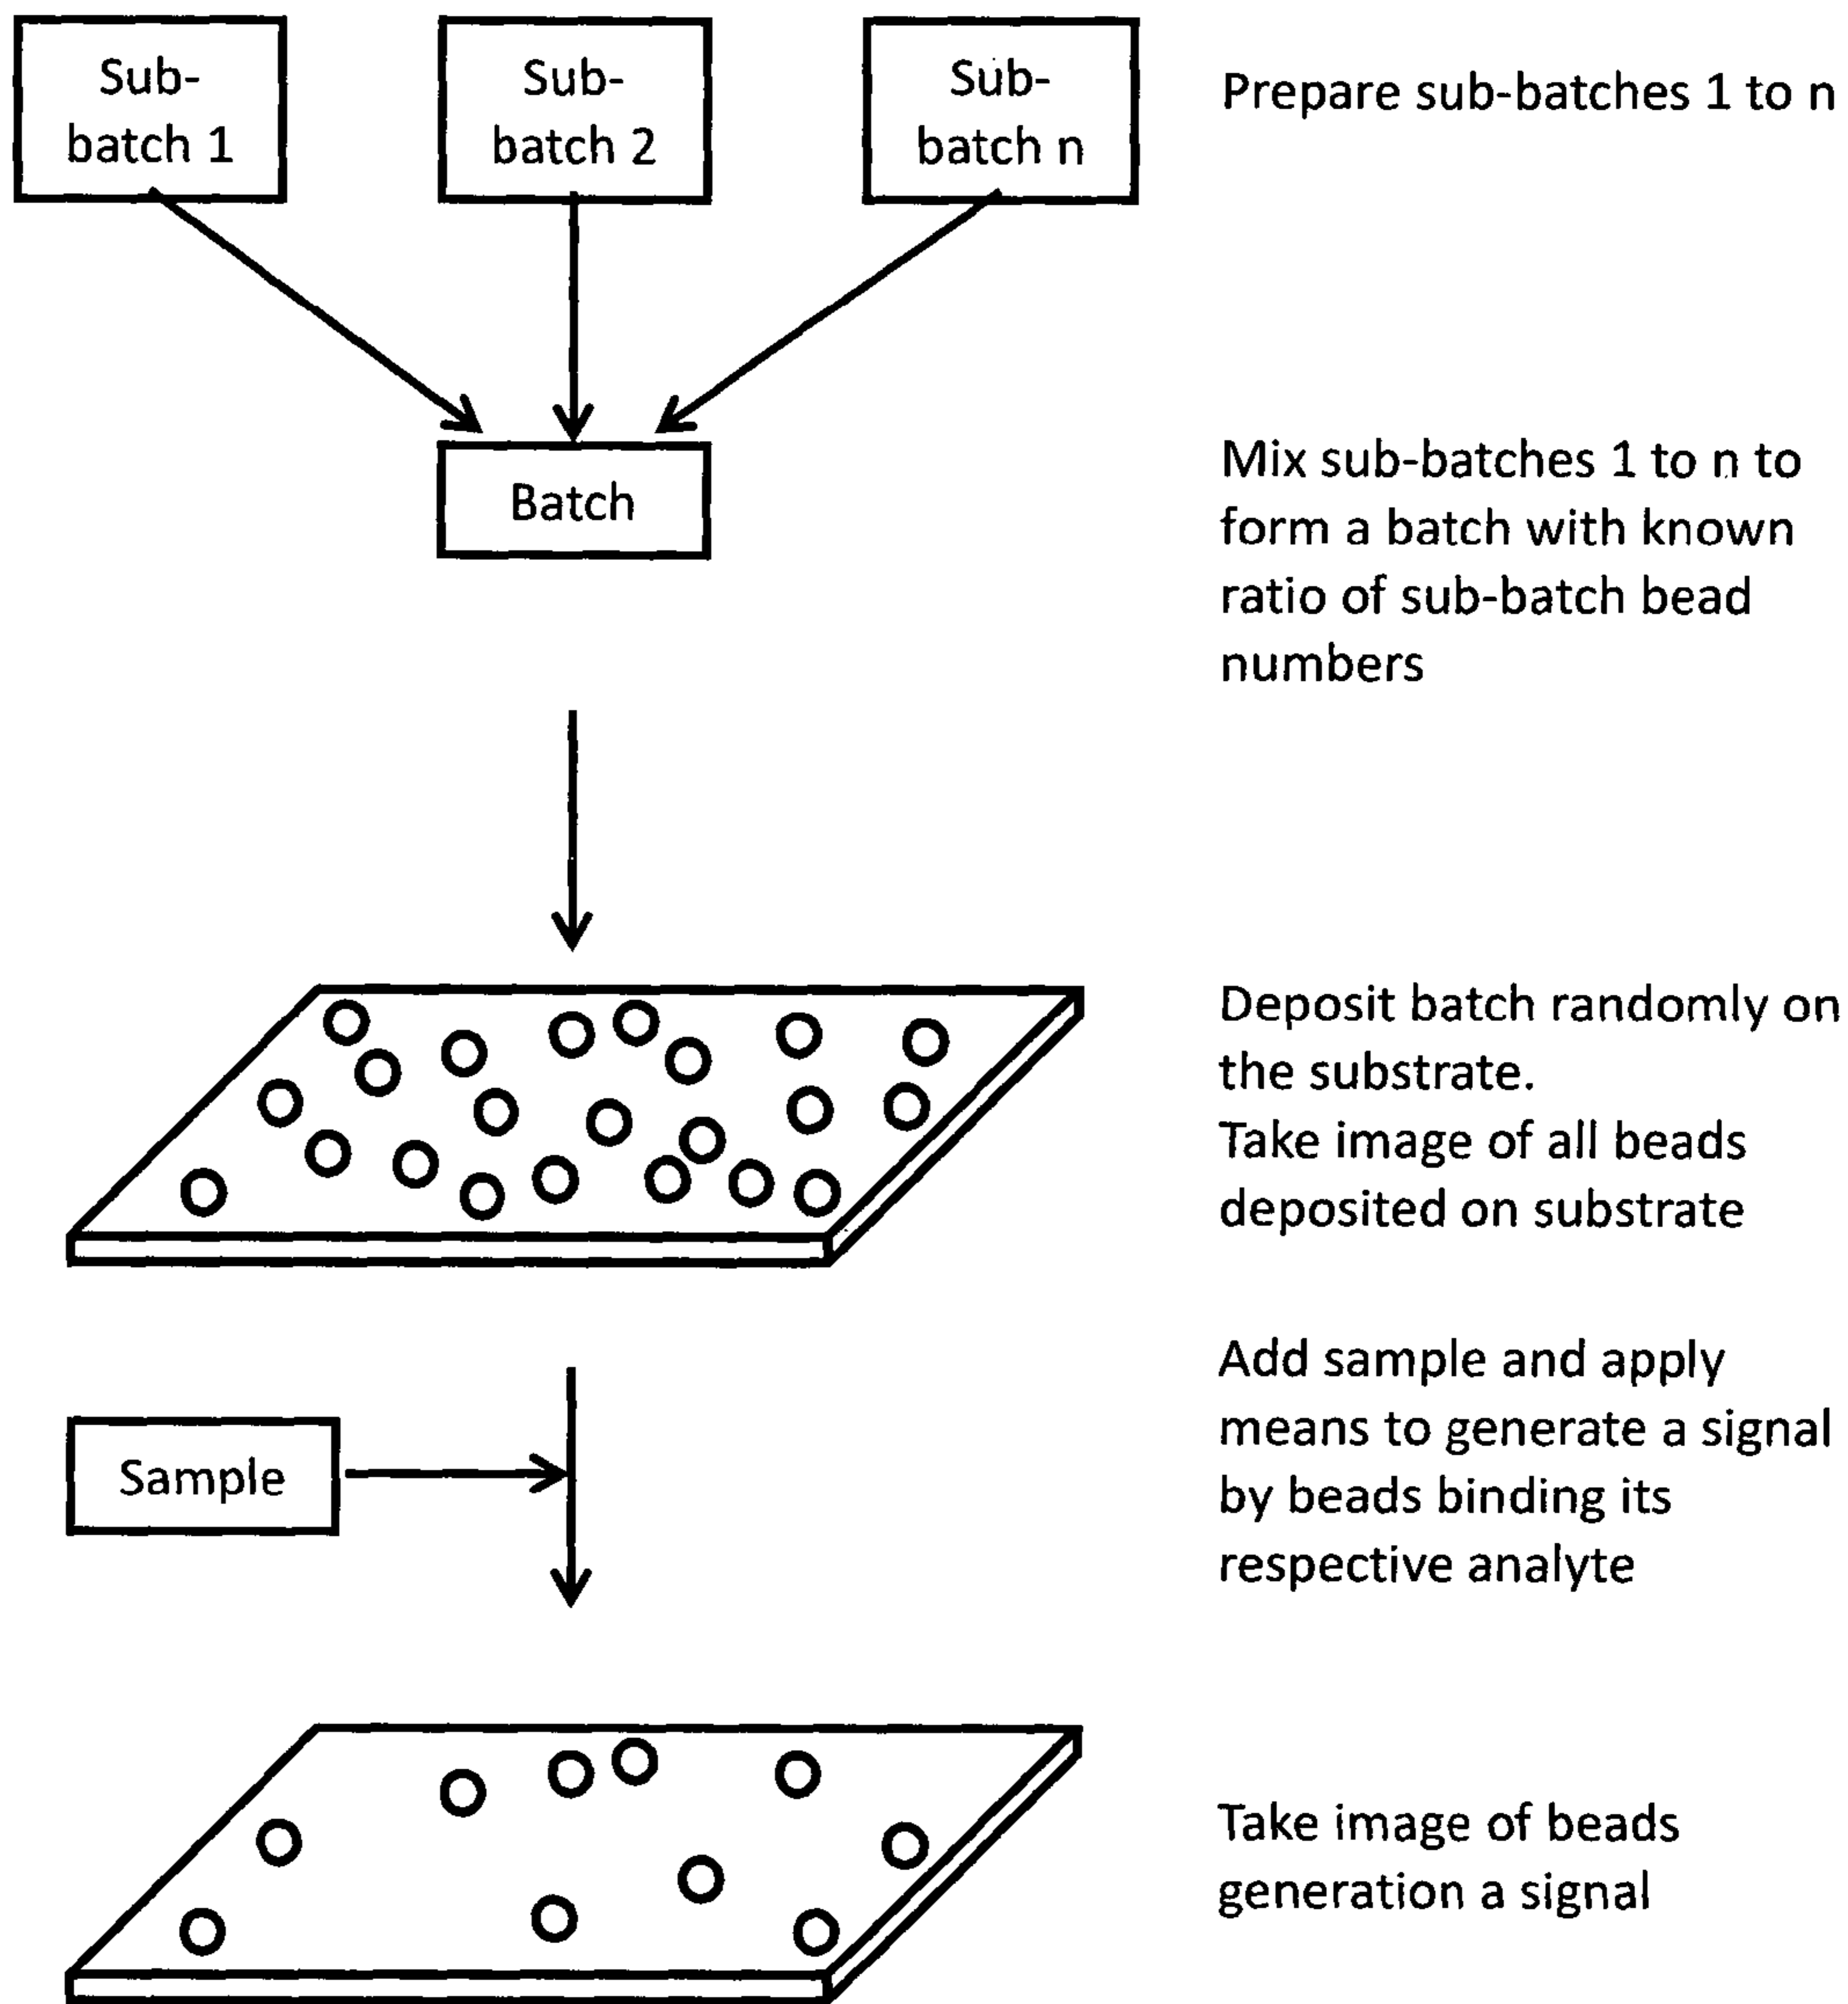 Sub-
batch 1
Sub-
batch 2
Sub-
batch n
Prepare sub-batches 1 to n
Batch
Mix sub-batches 1 to n to
form a batch with known
ratio of sub-batch bead
numbers
Deposit batch randomly on
the substrate.
Take image of all beads
deposited on substrate
Sample
Add sample and apply
means to generate a signal
by beads binding its
respective analyte
Take image of beads
generation a signal